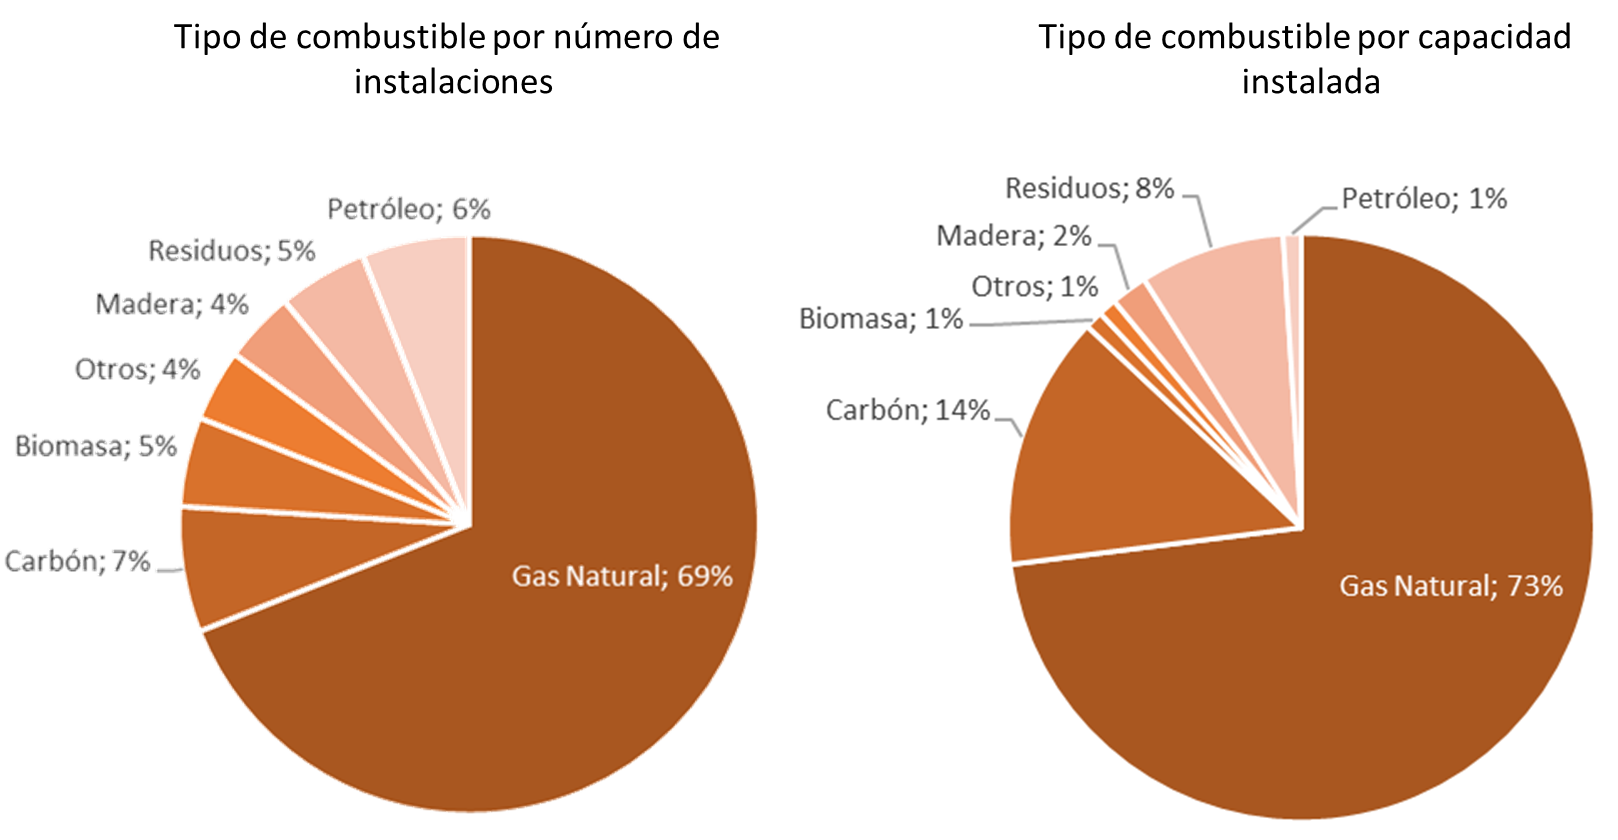 Tipo de combustible por número de
instalaciones
Petróleo; 6%
Residuos; 5%
Madera; 4%
Otros; 4%
Biomasa; 5%
Carbón; 7%
Gas Natural; 69%
Tipo de combustible por capacidad
instalada
Residuos; 8%
Petróleo; 1%
Madera; 2%
Otros; 1%
Biomasa; 1%
Carbón; 14%
Gas Natural; 73%